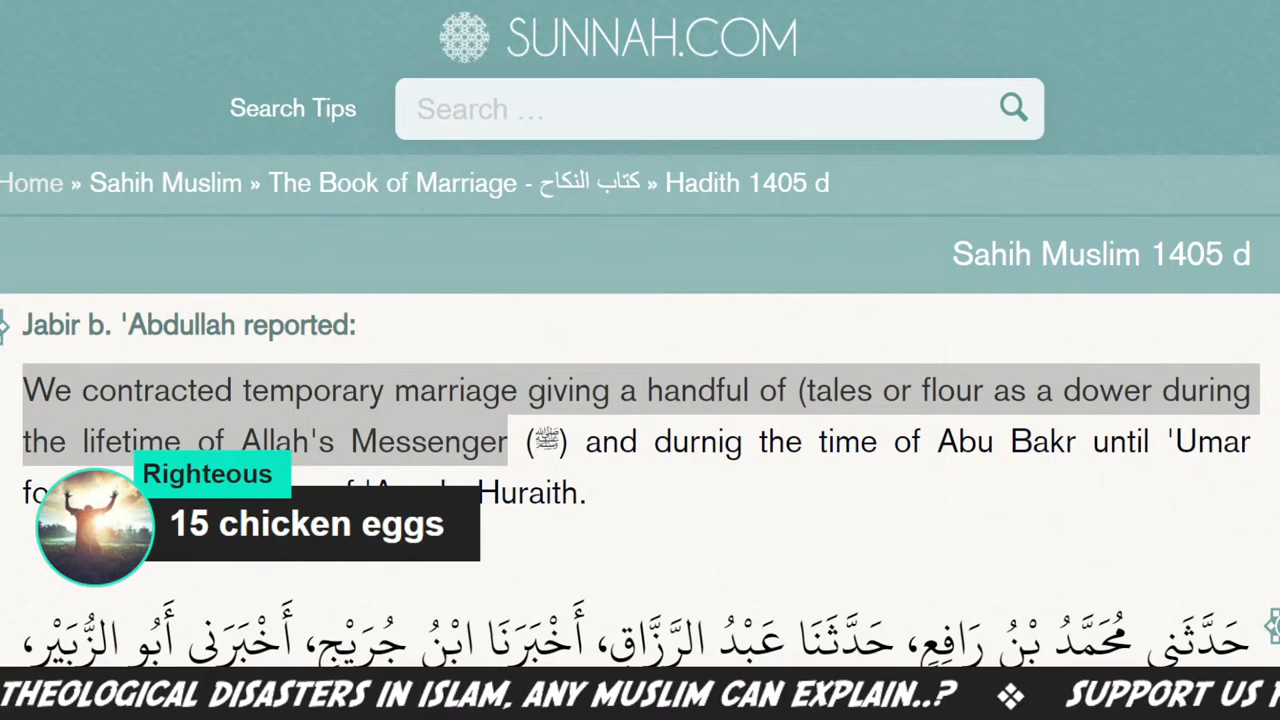 SUNNAH.COM
Search Tips
Search ...
Home » Sahih Muslim » The Book of Marriage - كتاب النكاح » Hadith 1405 d
Sahih Muslim 1405 d
Jabir b. 'Abdullah reported:
We contracted temporary marriage giving a handful of (tales or flour as a dower during
the lifetime of Allah's Messenger (ﷺ) and durnig the time of Abu Bakr until 'Umar
Huraith.
Righteous
15 chicken eggs
حَدَّثَنِي مُحَمَّدُ بْنُ رَافِعٍ، حَدَّثَنَا عَبْدُ الرَّزَّاقِ، أَخْبَرَنَا ابْنُ جُرَيْجٍ، أَخْبَرَنِي أَبُو الزُّبَيْرِ،
THEOLOGICAL DISASTERS IN ISLAM, ANY MUSLIM CAN EXPLAIN..? ❖ SUPPORT US